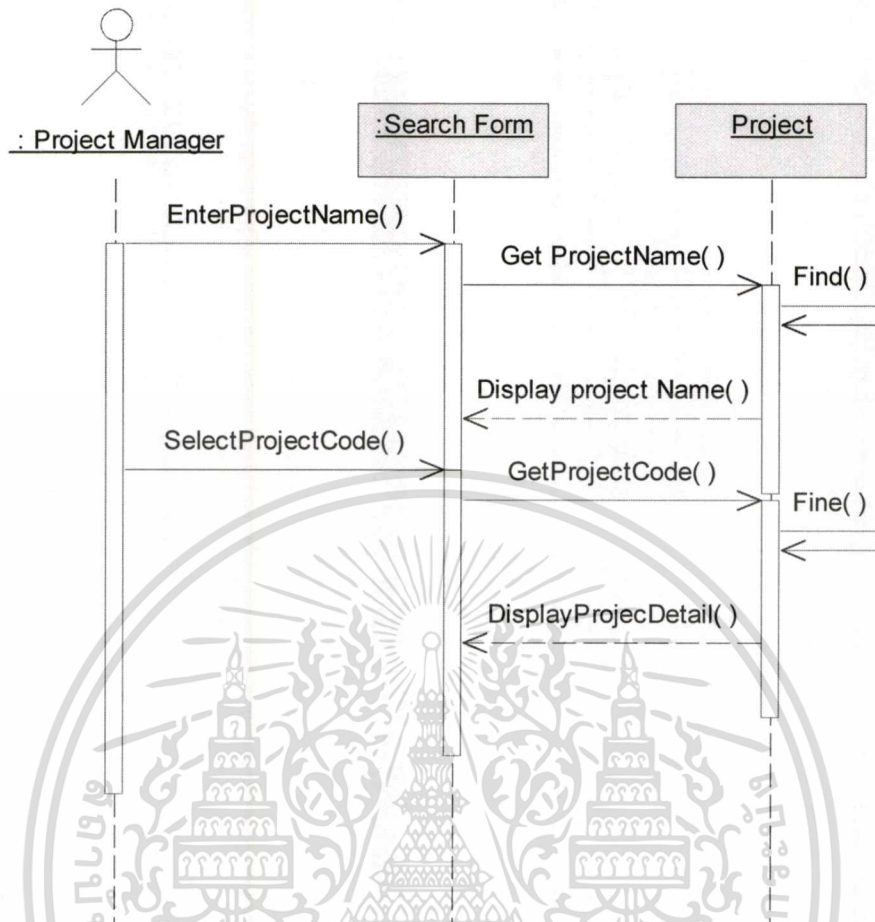 : Project Manager
:Search Form
Project
EnterProjectName( )
Get ProjectName( )
Find( )
Display project Name( )
SelectProjectCode( )
GetProjectCode( )
Fine( )
DisplayProjecDetail( )